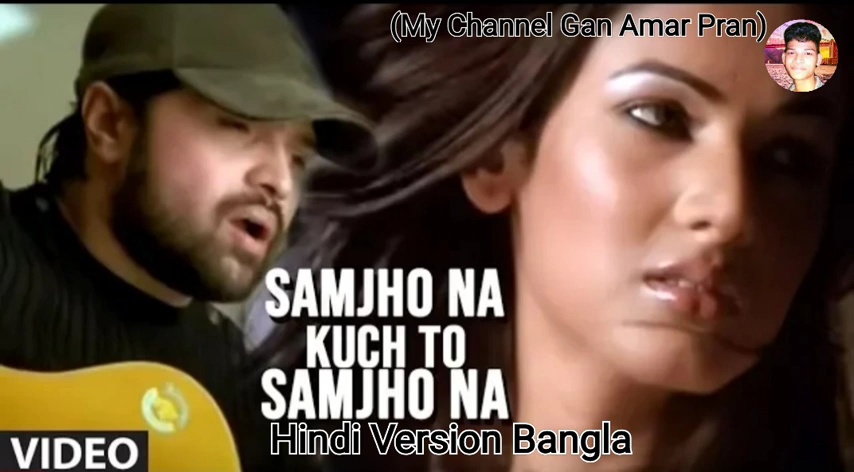 (My Channel Gan Amar Pran)
SAMJHO NA
KUCH TO
SAMJHO NA
Hindi Version Bangla
VIDEO